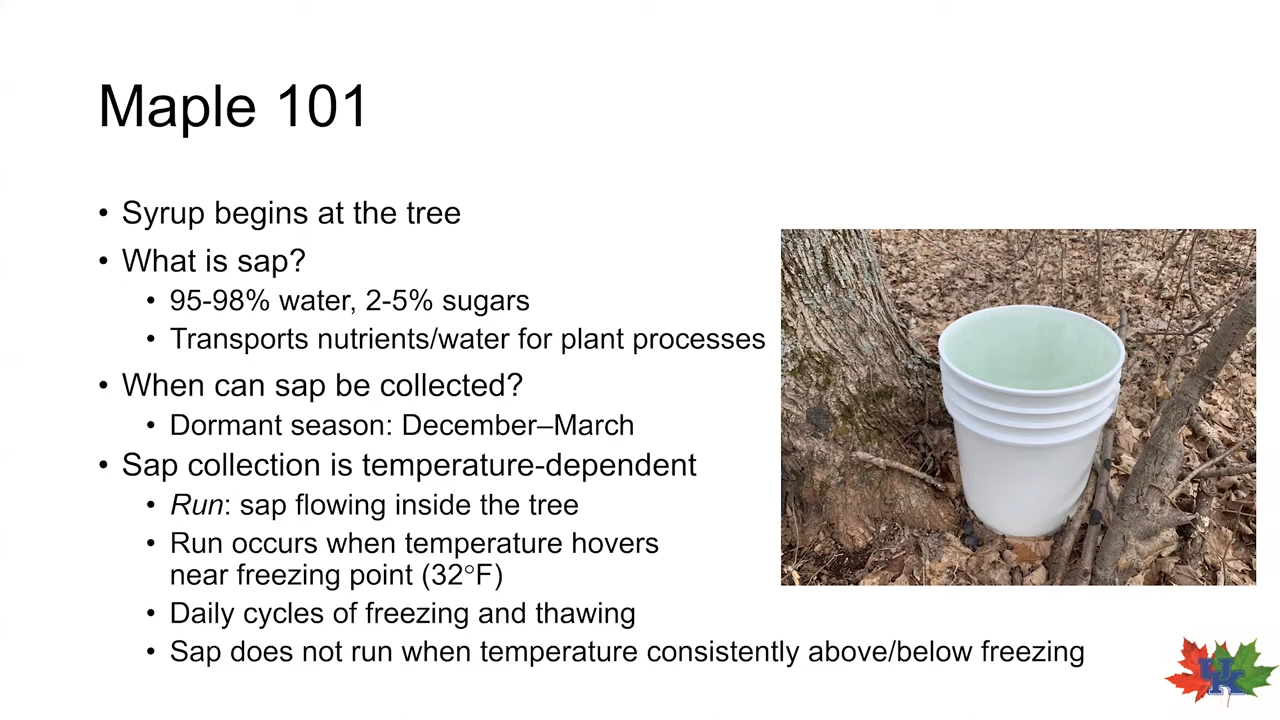 Maple 101
• Syrup begins at the tree
• What is sap?
• 95-98% water, 2-5% sugars
• Transports nutrients/water for plant processes
• When can sap be collected?
• Dormant season: December–March
• Sap collection is temperature-dependent
• Run: sap flowing inside the tree
• Run occurs when temperature hovers
near freezing point (32°F)
• Daily cycles of freezing and thawing
• Sap does not run when temperature consistently above/below freezing
UK